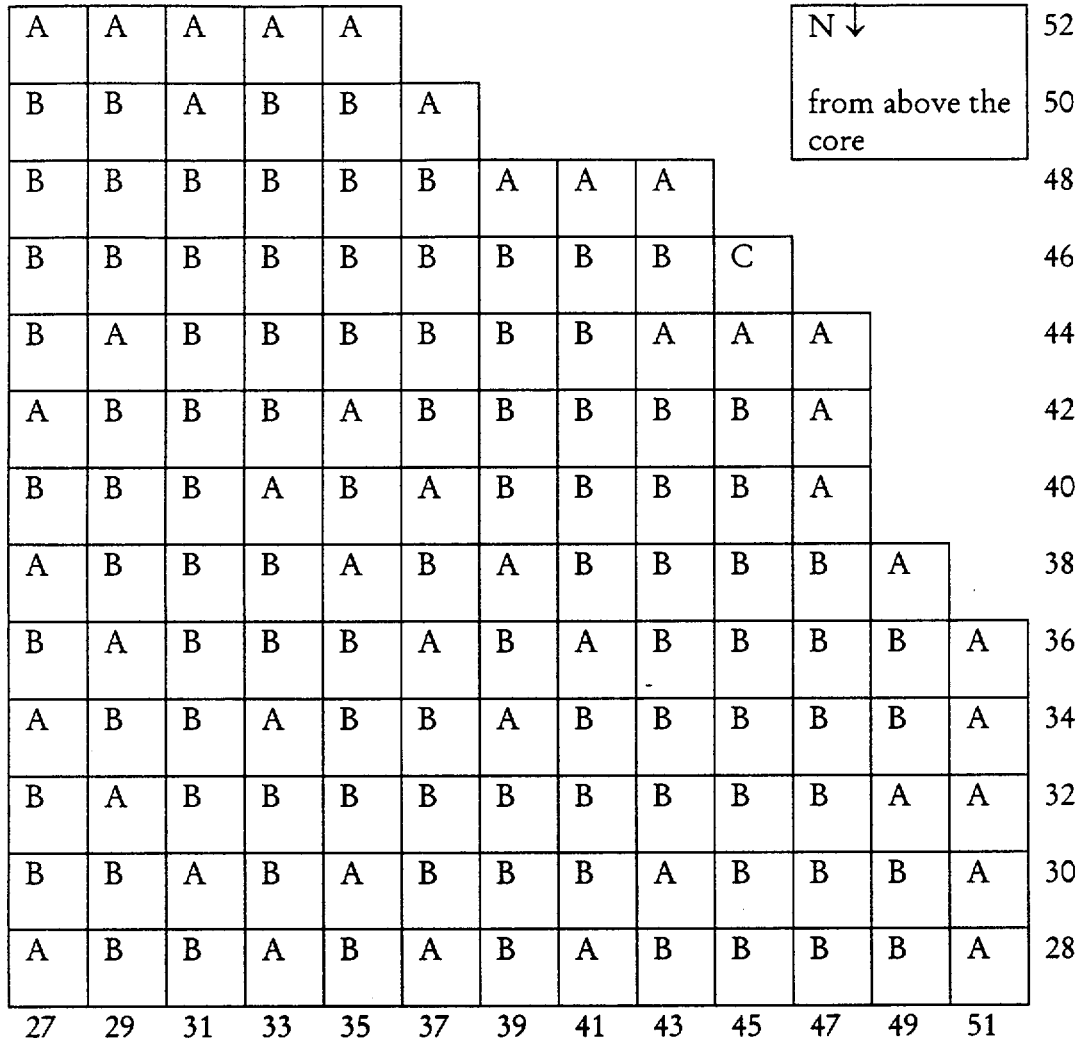 A A A A A N ↓ 52
B B A B B A from above the core 50
B B B B B B A A A 48
B B B B B B B B B C 46
B A B B B B B B A A A 44
A B B B A B B B B B A 42
B B B A B A B B B B A 40
A B B B A B A B B B B A 38
B A B B B A B A B B B B A 36
A B B A B B A B B B B B A 34
B A B B B B B B B B B A A 32
B B A B A B B B A B B B A 30
A B B A B A B A B B B B A 28
27 29 31 33 35 37 39 41 43 45 47 49 51